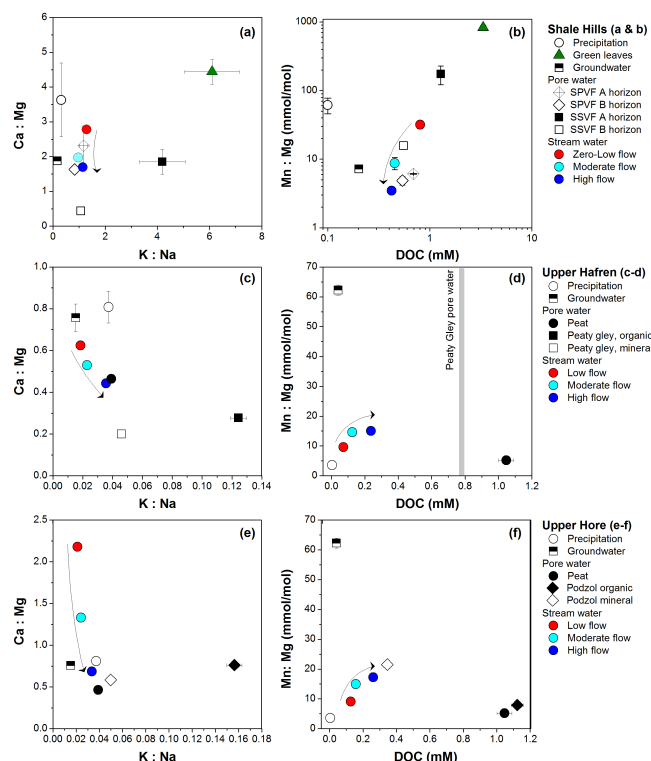 (a)
Ca : Mg
6
5
4
3
2
1
0
0
2
4
6
8
K : Na
(b)
Mn : Mg (mmol/mol)
1000
100
10
1
0.1
1
10
DOC (mM)
Shale Hills (a & b)
Precipitation
Green leaves
Groundwater
Pore water
SPVF A horizon
SPVF B horizon
SSVF A horizon
SSVF B horizon
Stream water
Zero-Low flow
Moderate flow
High flow
(c)
Ca : Mg
1.0
0.8
0.6
0.4
0.2
0.0
0.00 0.02 0.04 0.06 0.08 0.10 0.12 0.14
K : Na
(d)
Mn : Mg (mmol/mol)
70
60
50
40
30
20
10
0
Peaty Gley pore water
0.0 0.2 0.4 0.6 0.8 1.0 1.2
DOC (mM)
Upper Hafren (c-d)
Precipitation
Groundwater
Pore water
Peat
Peaty gley, organic
Peaty gley, mineral
Stream water
Low flow
Moderate flow
High flow
(e)
Ca : Mg
2.5
2.0
1.5
1.0
0.5
0.0
0.00 0.02 0.04 0.06 0.08 0.10 0.12 0.14 0.16 0.18
K : Na
(f)
Mn: Mg (mmol/mol)
70
60
50
40
30
20
10
0
0.0 0.2 0.4 0.6 0.8 1.0 1.2
DOC (mM)
Upper Hore (e-f)
Precipitation
Groundwater
Pore water
Peat
Podzol organic
Podzol mineral
Stream water
Low flow
Moderate flow
High flow